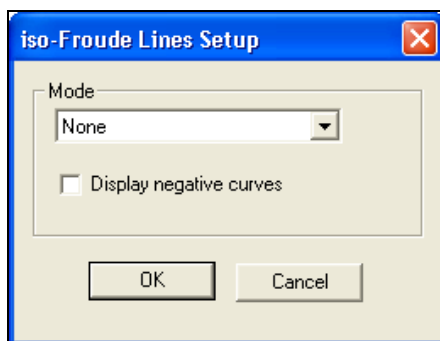 iso-Froude Lines Setup
Mode
None
Display negative curves
OK
Cancel